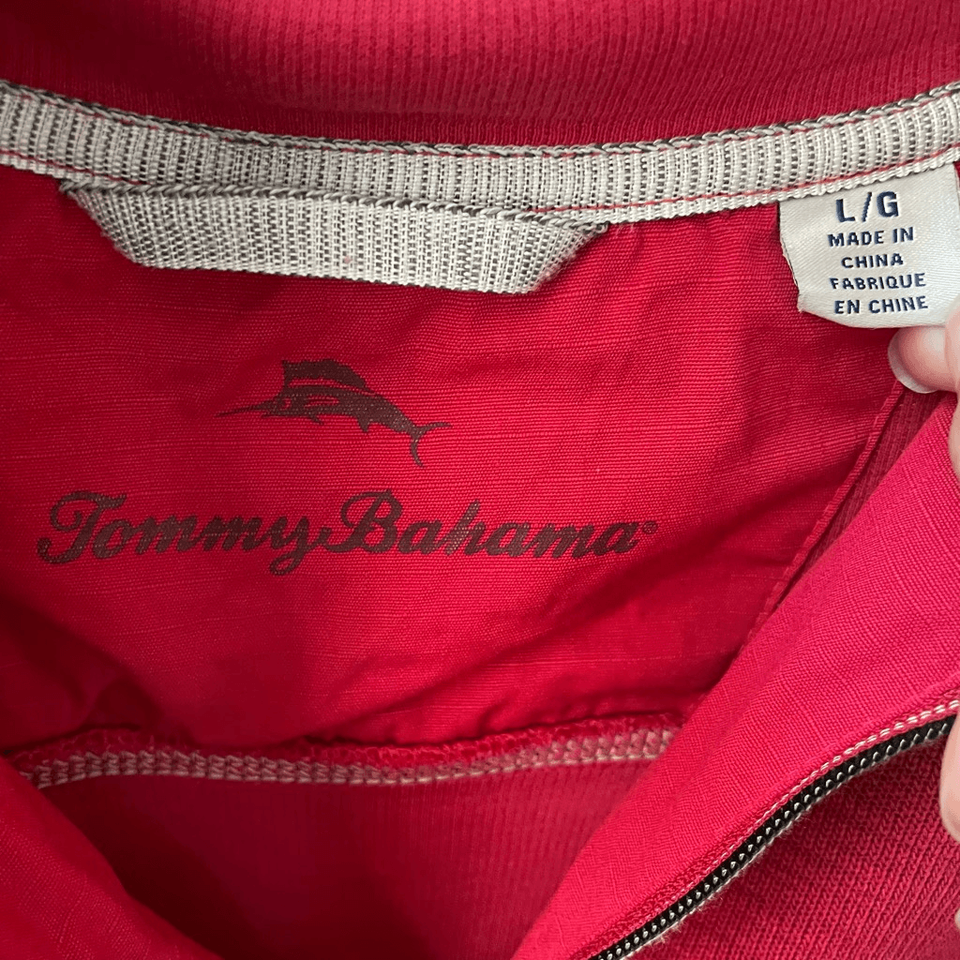 L/G
MADE IN
CHINA
FABRIQUE
EN CHINE
Tommy Bahama®